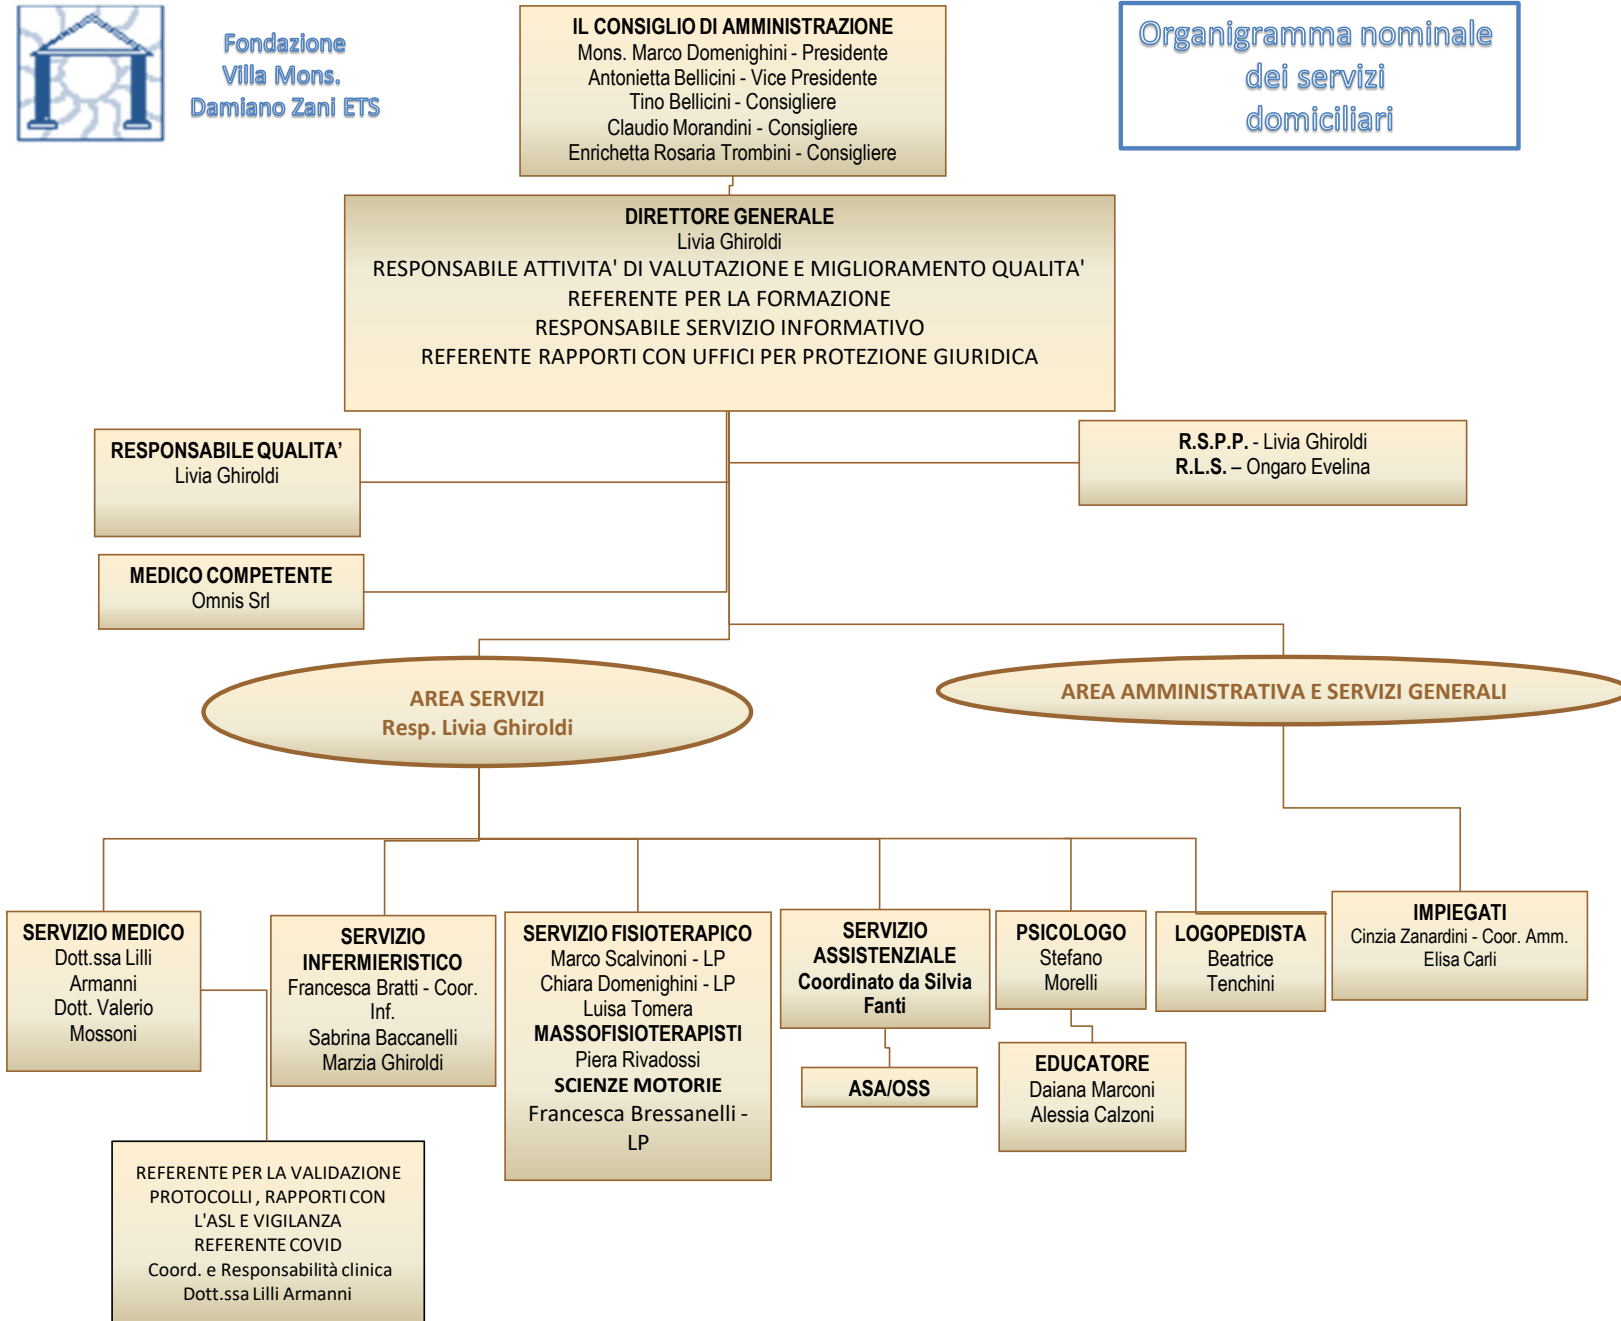 Fondazione
Villa Mons.
Damiano Zani ETS
IL CONSIGLIO DI AMMINISTRAZIONE
Mons. Marco Domenighini - Presidente
Antonietta Bellicini - Vice Presidente
Tino Bellicini - Consigliere
Claudio Morandini - Consigliere
Enrichetta Rosaria Trombini - Consigliere
Organigramma nominale
dei servizi
domiciliari
DIRETTORE GENERALE
Livia Ghiroldi
RESPONSABILE ATTIVITA' DI VALUTAZIONE E MIGLIORAMENTO QUALITA'
REFERENTE PER LA FORMAZIONE
RESPONSABILE SERVIZIO INFORMATIVO
REFERENTE RAPPORTI CON UFFICI PER PROTEZIONE GIURIDICA
RESPONSABILE QUALITA’
Livia Ghiroldi
R.S.P.P. - Livia Ghiroldi
R.L.S. – Ongaro Evelina
MEDICO COMPETENTE
Omnis Srl
AREA SERVIZI
Resp. Livia Ghiroldi
AREA AMMINISTRATIVA E SERVIZI GENERALI
SERVIZIO MEDICO
Dott.ssa Lilli
Armanni
Dott. Valerio
Mossoni
SERVIZIO
INFERMIERISTICO
Francesca Bratti - Coor.
Inf.
Sabrina Baccanelli
Marzia Ghiroldi
SERVIZIO FISIOTERAPICO
Marco Scalvinoni - LP
Chiara Domenighini - LP
Luisa Tomera
MASSOFISIOTERAPISTI
Piera Rivadossi
SCIENZE MOTORIE
Francesca Bressanelli -
LP
SERVIZIO
ASSISTENZIALE
Coordinato da Silvia
Fanti
ASA/OSS
PSICOLOGO
Stefano
Morelli
EDUCATORE
Daiana Marconi
Alessia Calzoni
LOGOPEDISTA
Beatrice
Tenchini
IMPIEGATI
Cinzia Zanardini - Coor. Amm.
Elisa Carli
REFERENTE PER LA VALIDAZIONE
PROTOCOLLI , RAPPORTI CON
L'ASL E VIGILANZA
REFERENTE COVID
Coord. e Responsabilità clinica
Dott.ssa Lilli Armanni